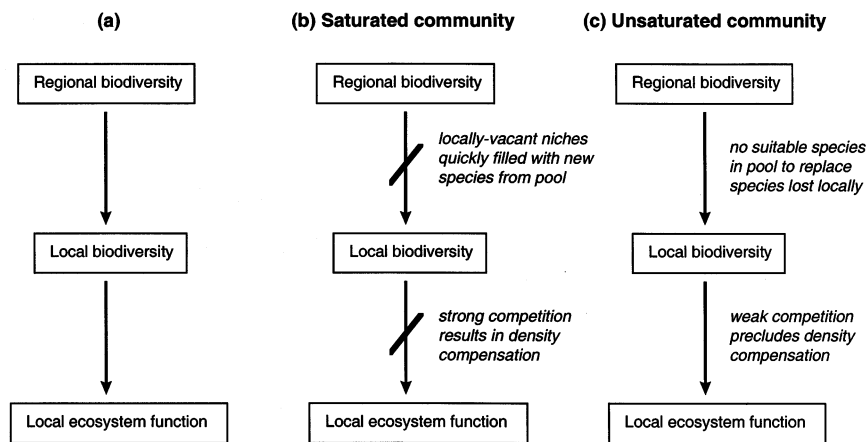 (a)
Regional biodiversity
Local biodiversity
Local ecosystem function
(b) Saturated community
Regional biodiversity
locally-vacant niches
quickly filled with new
species from pool
Local biodiversity
strong competition
results in density
compensation
Local ecosystem function
(c) Unsaturated community
Regional biodiversity
no suitable species
in pool to replace
species lost locally
Local biodiversity
weak competition
precludes density
compensation
Local ecosystem function